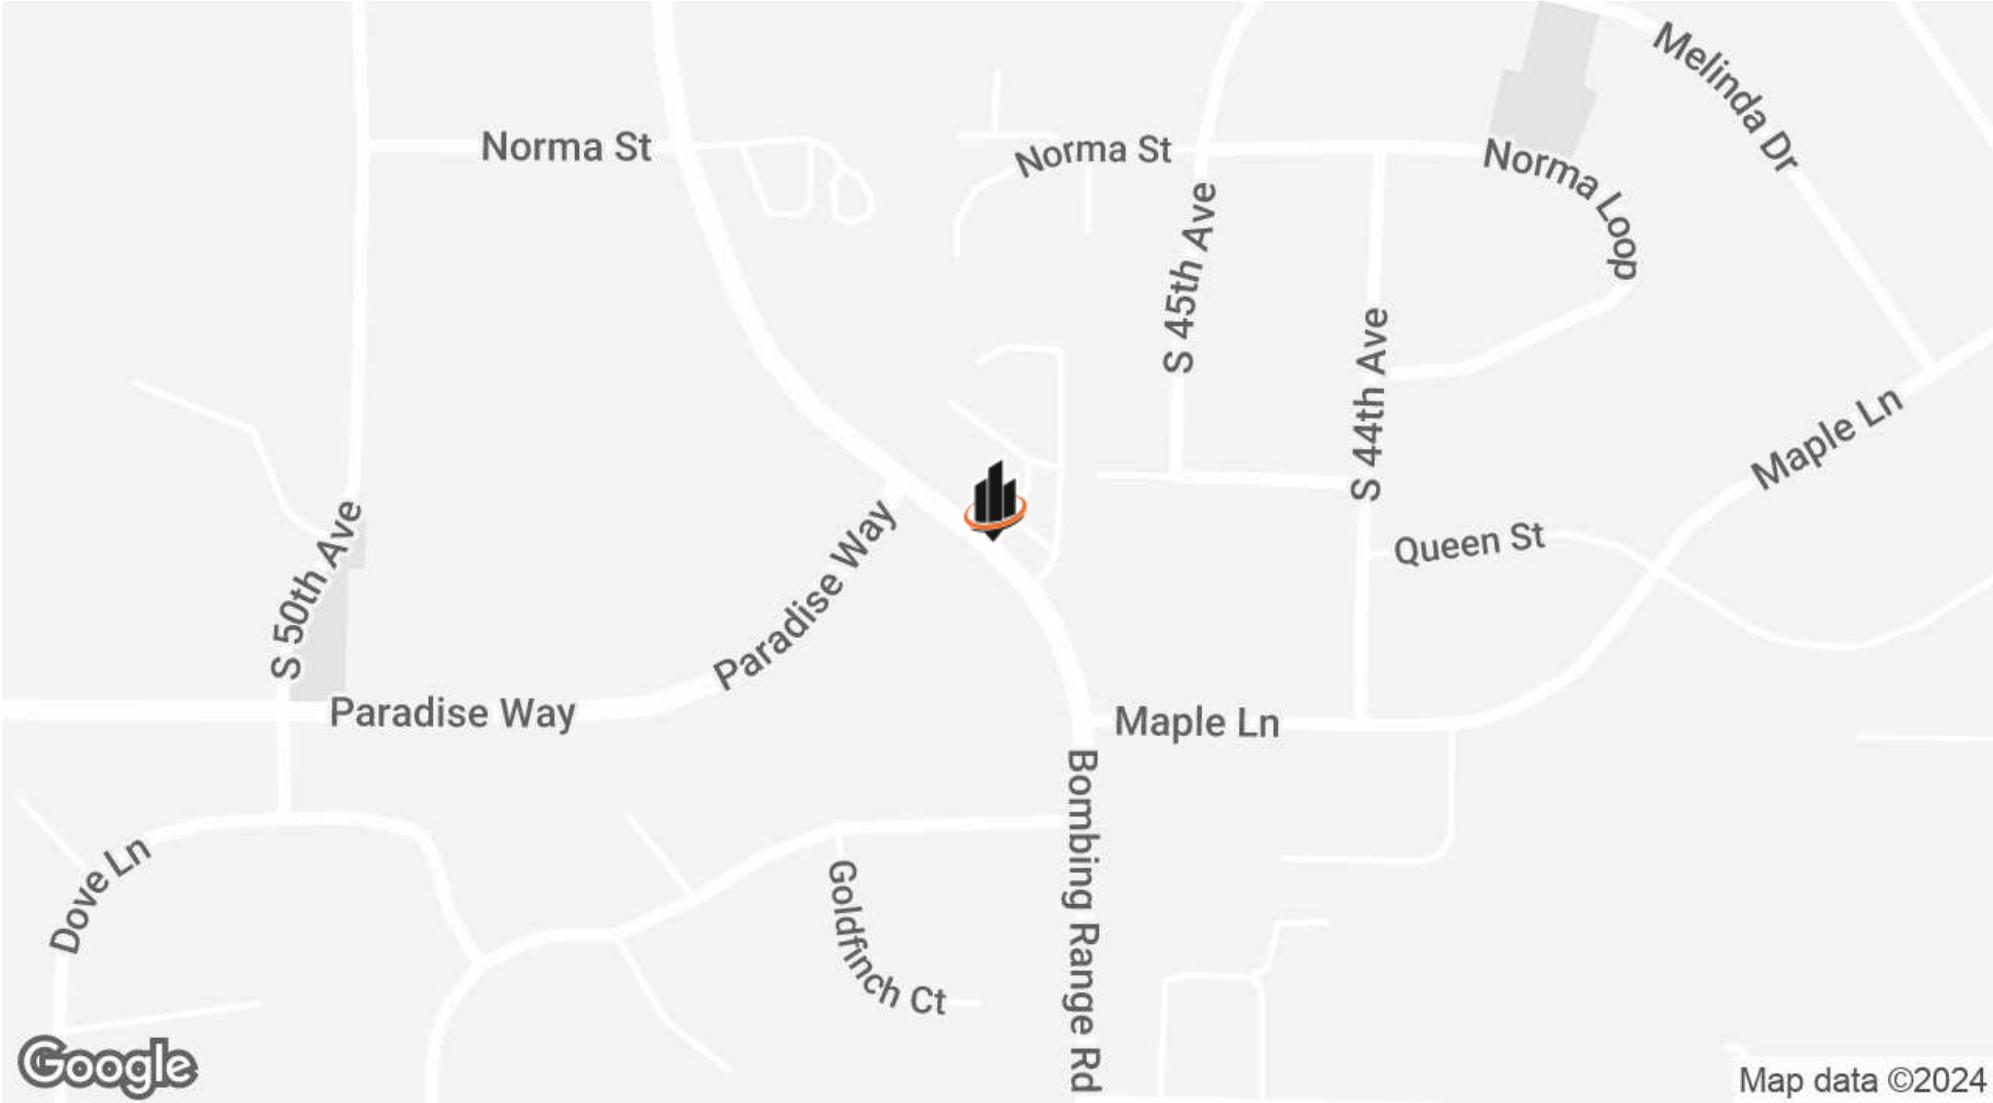 Melinda Dr
Norma St
Norma St
Norma Loop
S 45th Ave
S 44th Ave
Maple Ln
S 50th Ave
Paradise Way
Queen St
Paradise Way
Maple Ln
Bombing Range Rd
Dove Ln
Goldfinch Ct
Google
Map data ©2024